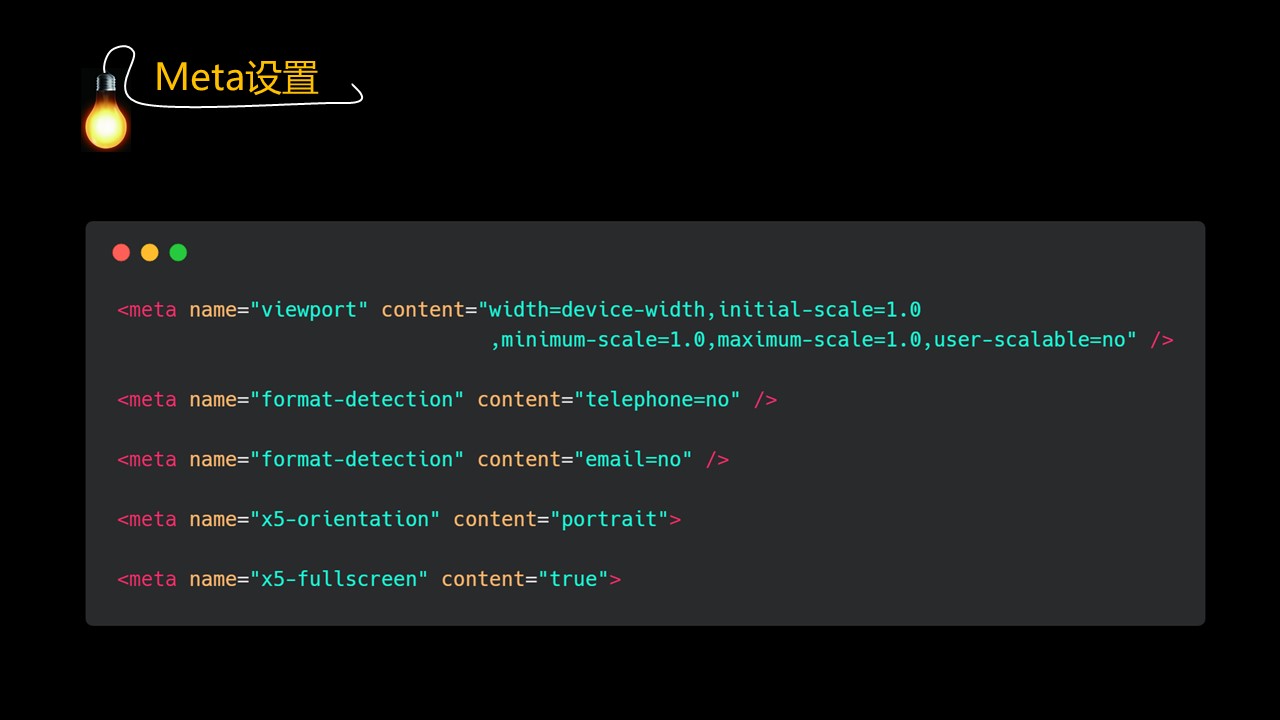 Meta设置
<meta name="viewport" content="width=device-width,initial-scale=1.0
,minimum-scale=1.0,maximum-scale=1.0,user-scalable=no" />
<meta name="format-detection" content="telephone=no" />
<meta name="format-detection" content="email=no" />
<meta name="x5-orientation" content="portrait">
<meta name="x5-fullscreen" content="true">